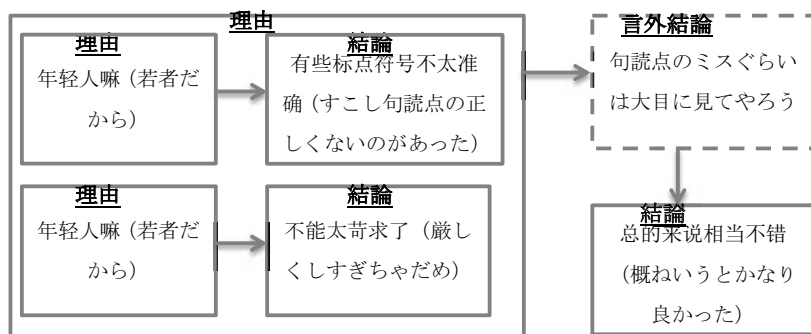 理由
理由
年轻人嘛（若者だ
から）
結論
有些标点符号不太准
确（すこし句読点の正
しくないのがあった）
理由
年轻人嘛（若者だ
から）
結論
不能太苛求了（厳し
くしすぎちゃだめ）
言外結論
句読点のミスぐらい
は大目に見てやろう
結論
总的来说相当不错
（概ねいうとかなり
良かった）